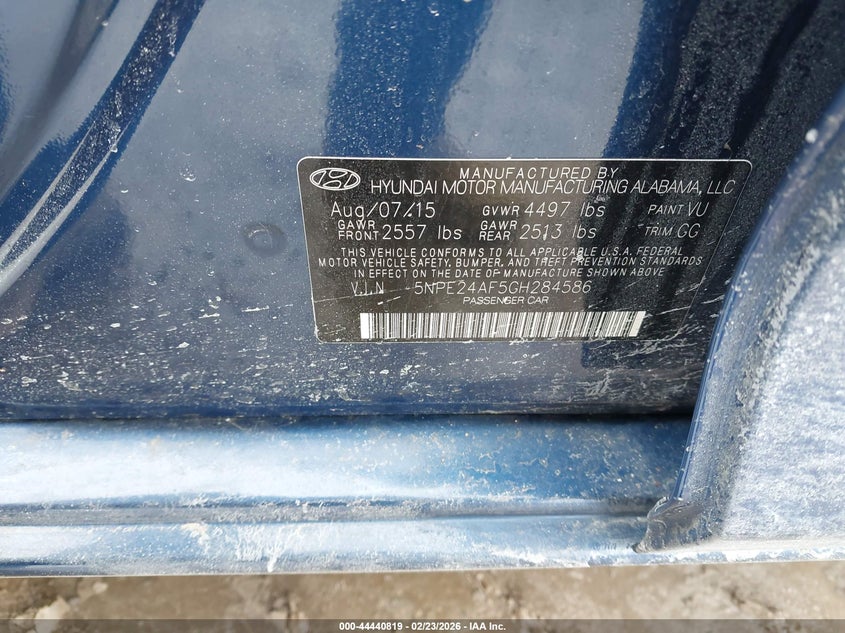 MANUFACTURED BY
HYUNDAI MOTOR MANUFACTURING ALABAMA, LLC
Aug/07/15 GVWR 4497 lbs PAINT VU
GAWR FRONT 2557 lbs GAWR REAR 2513 lbs TRIM GG
THIS VEHICLE CONFORMS TO ALL APPLICABLE U.S.A. FEDERAL
MOTOR VEHICLE SAFETY, BUMPER, AND THEFT PREVENTION STANDARDS
IN EFFECT ON THE DATE OF MANUFACTURE SHOWN ABOVE
V.I.N : 5NPE24AF5GH284586
PASSENGER CAR
000-44440819 | 02/23/2026 | IAA Inc.